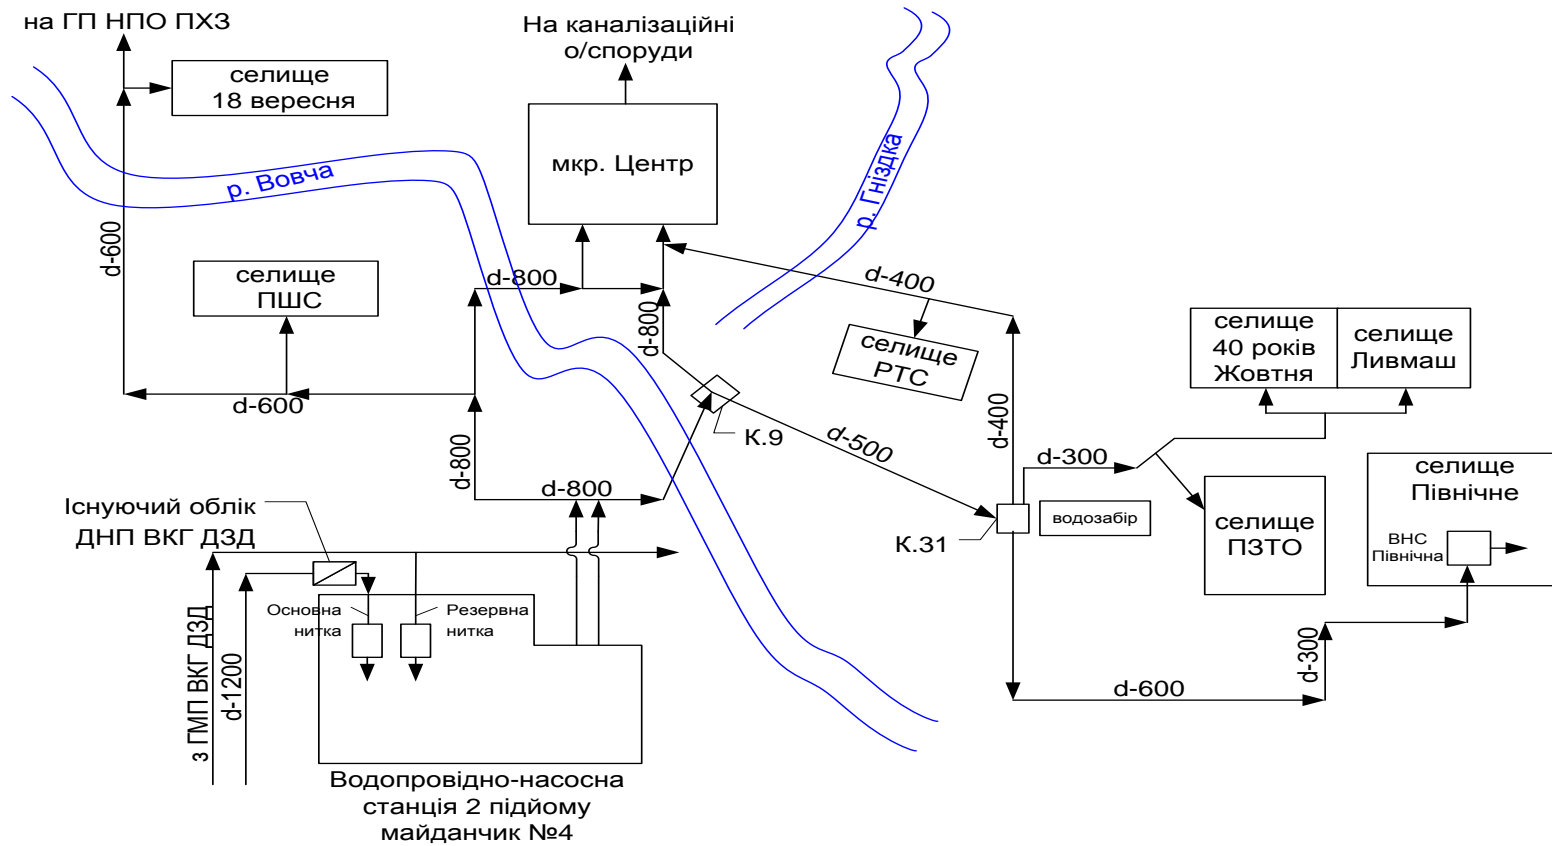 на ГП НПО ПХЗ
На каналізаційні
о/споруди
селище
18 вересня
мкр. Центр
р. Вовча
р. Гніздка
d-600
селище
ПШС
d-800
d-800
d-400
селище
РТС
селище
40 років
Жовтня
селище
Ливмаш
d-600
К.9
d-500
d-400
d-300
d-800
d-800
селище
Північне
Існуючий облік
ДНП ВКГ ДЗД
К.31
водозабір
селище
ПЗТО
ВНС
Північна
Основна
нитка
Резервна
нитка
з ГМП ВКГ ДЗД
d-1200
d-600
d-300
Водопровідно-насосна
станція 2 підйому
майданчик №4